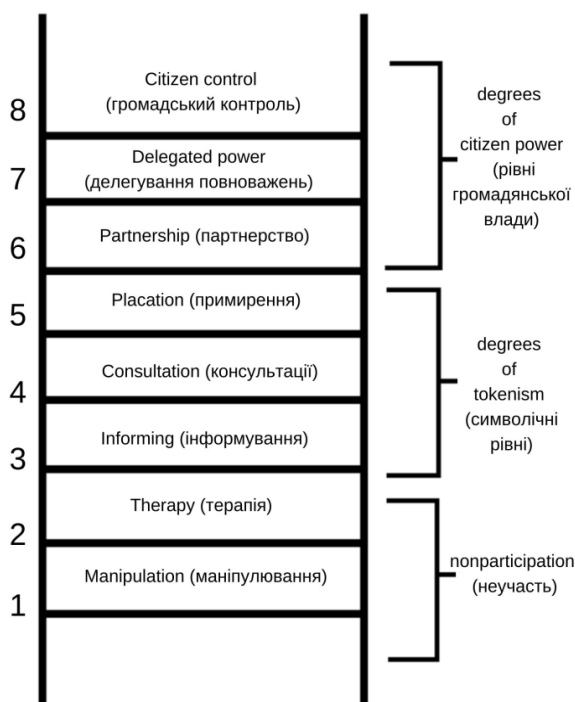 8
Citizen control
(громадський контроль)
7
Delegated power
(делегування повноважень)
6
Partnership (партнерство)
5
Placation (примирення)
4
Consultation (консультації)
3
Informing (інформування)
2
Therapy (терапія)
1
Manipulation (маніпулювання)
degrees
of
citizen power
(рівні
громадянської
влади)
degrees
of
tokenism
(символічні
рівні)
nonparticipation
(неучасть)